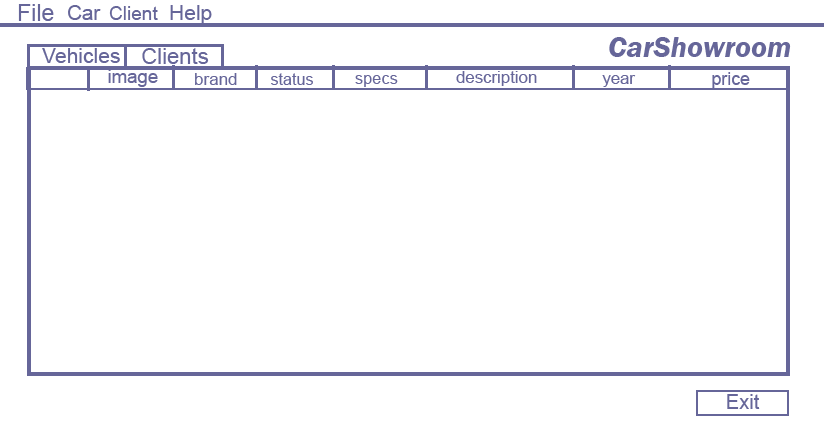 File Car Client Help
CarShowroom
Vehicles Clients
image brand status specs description year price
Exit